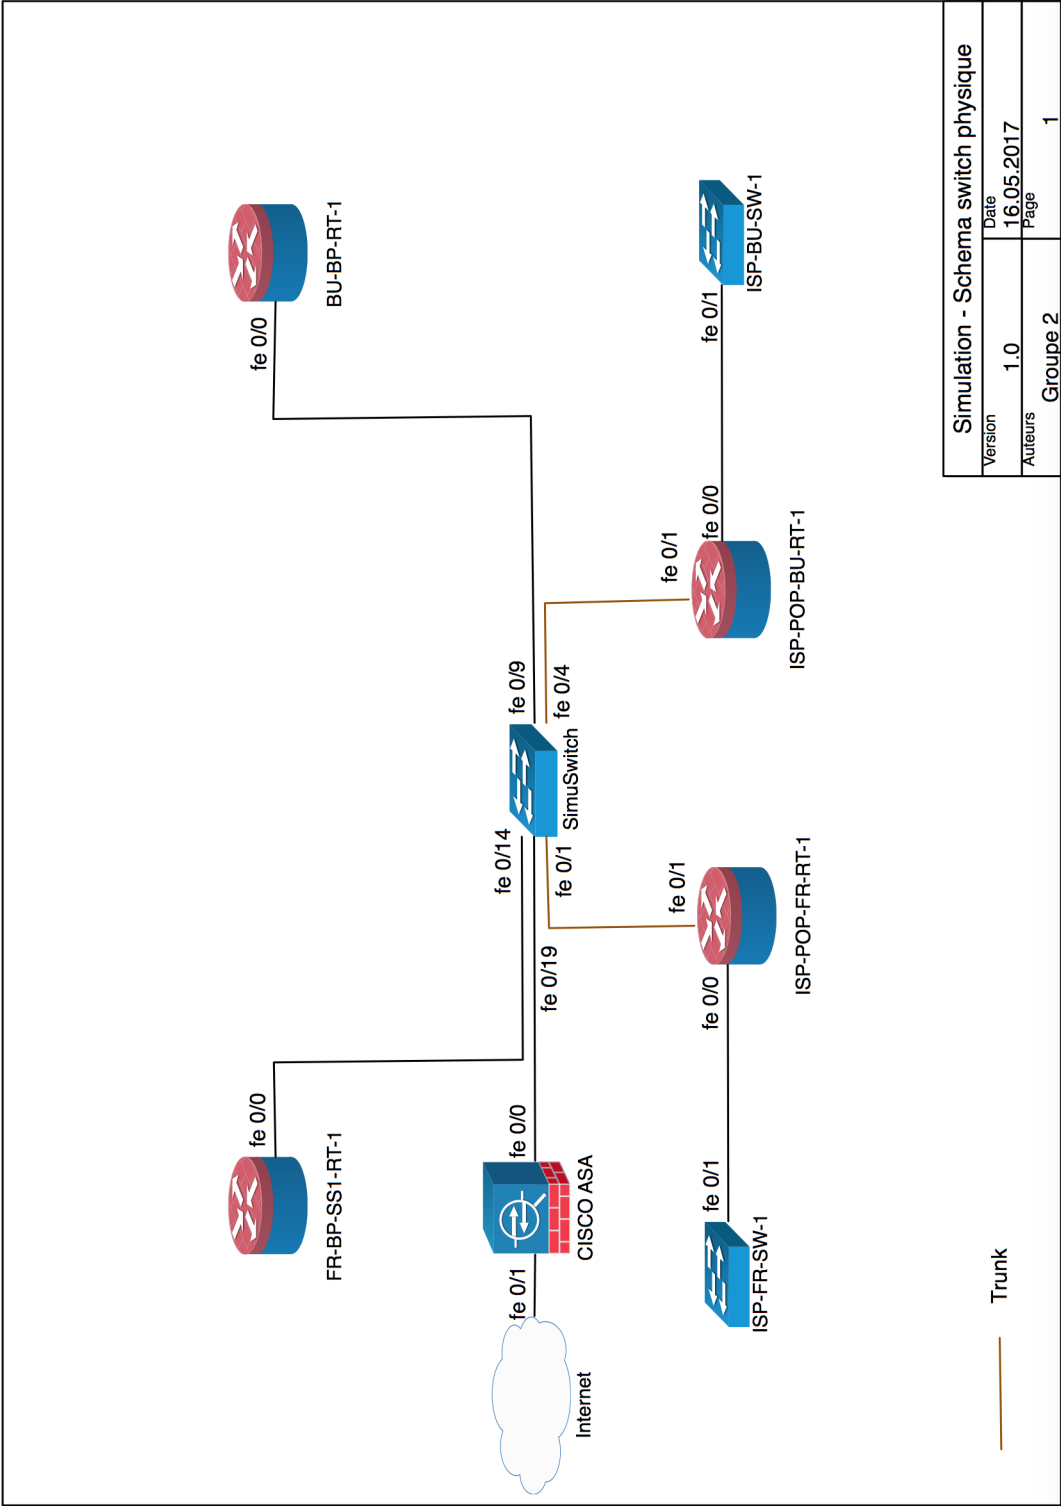 FR-BP-SS1-RT-1
fe 0/0
BU-BP-RT-1
fe 0/0
Internet
fe 0/1
CISCO ASA
fe 0/0
fe 0/19
fe 0/14
fe 0/1
SimuSwitch
fe 0/9
fe 0/4
ISP-FR-SW-1
fe 0/1
fe 0/0
fe 0/1
ISP-POP-FR-RT-1
fe 0/1
fe 0/0
ISP-POP-BU-RT-1
fe 0/1
ISP-BU-SW-1
Trunk
Simulation - Schema switch physique
Version
1.0
Date
16.05.2017
Auteurs
Groupe 2
Page
1